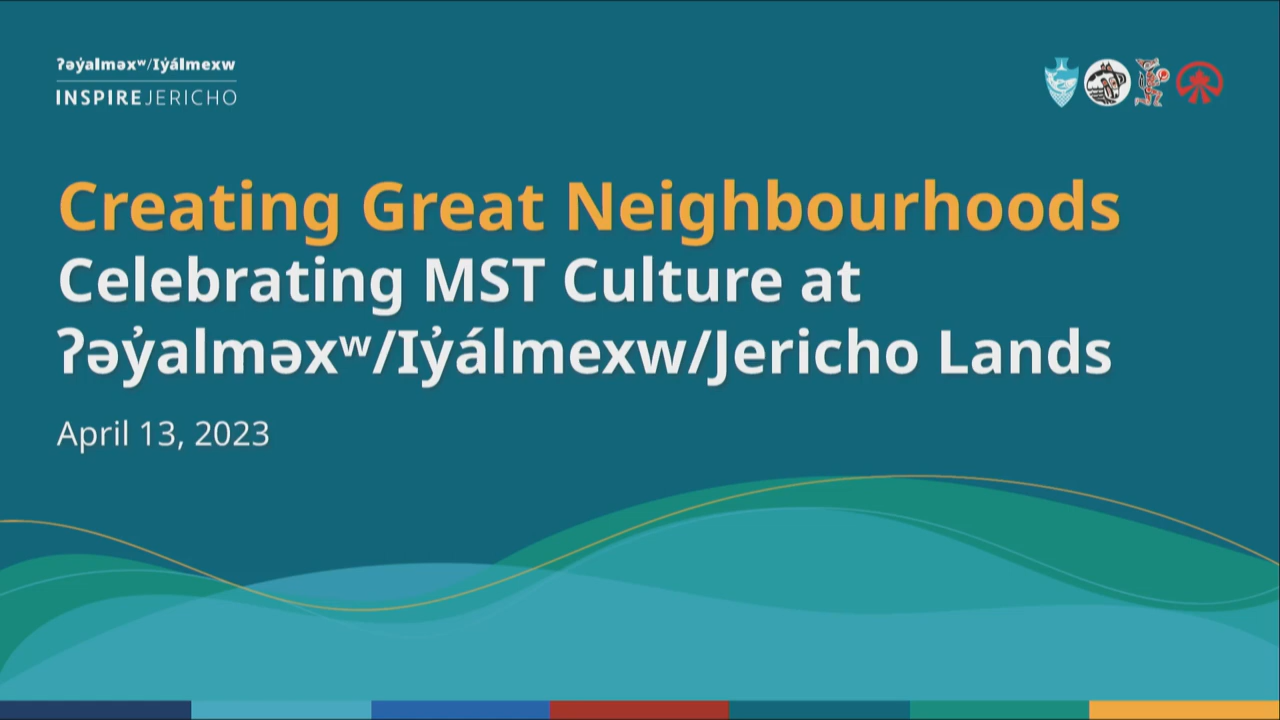 ʔəy̓alməxʷ/Iy̓álmexw
INSPIREJERICHO
Creating Great Neighbourhoods
Celebrating MST Culture at
ʔəy̓alməxʷ/Iy̓álmexw/Jericho Lands
April 13, 2023